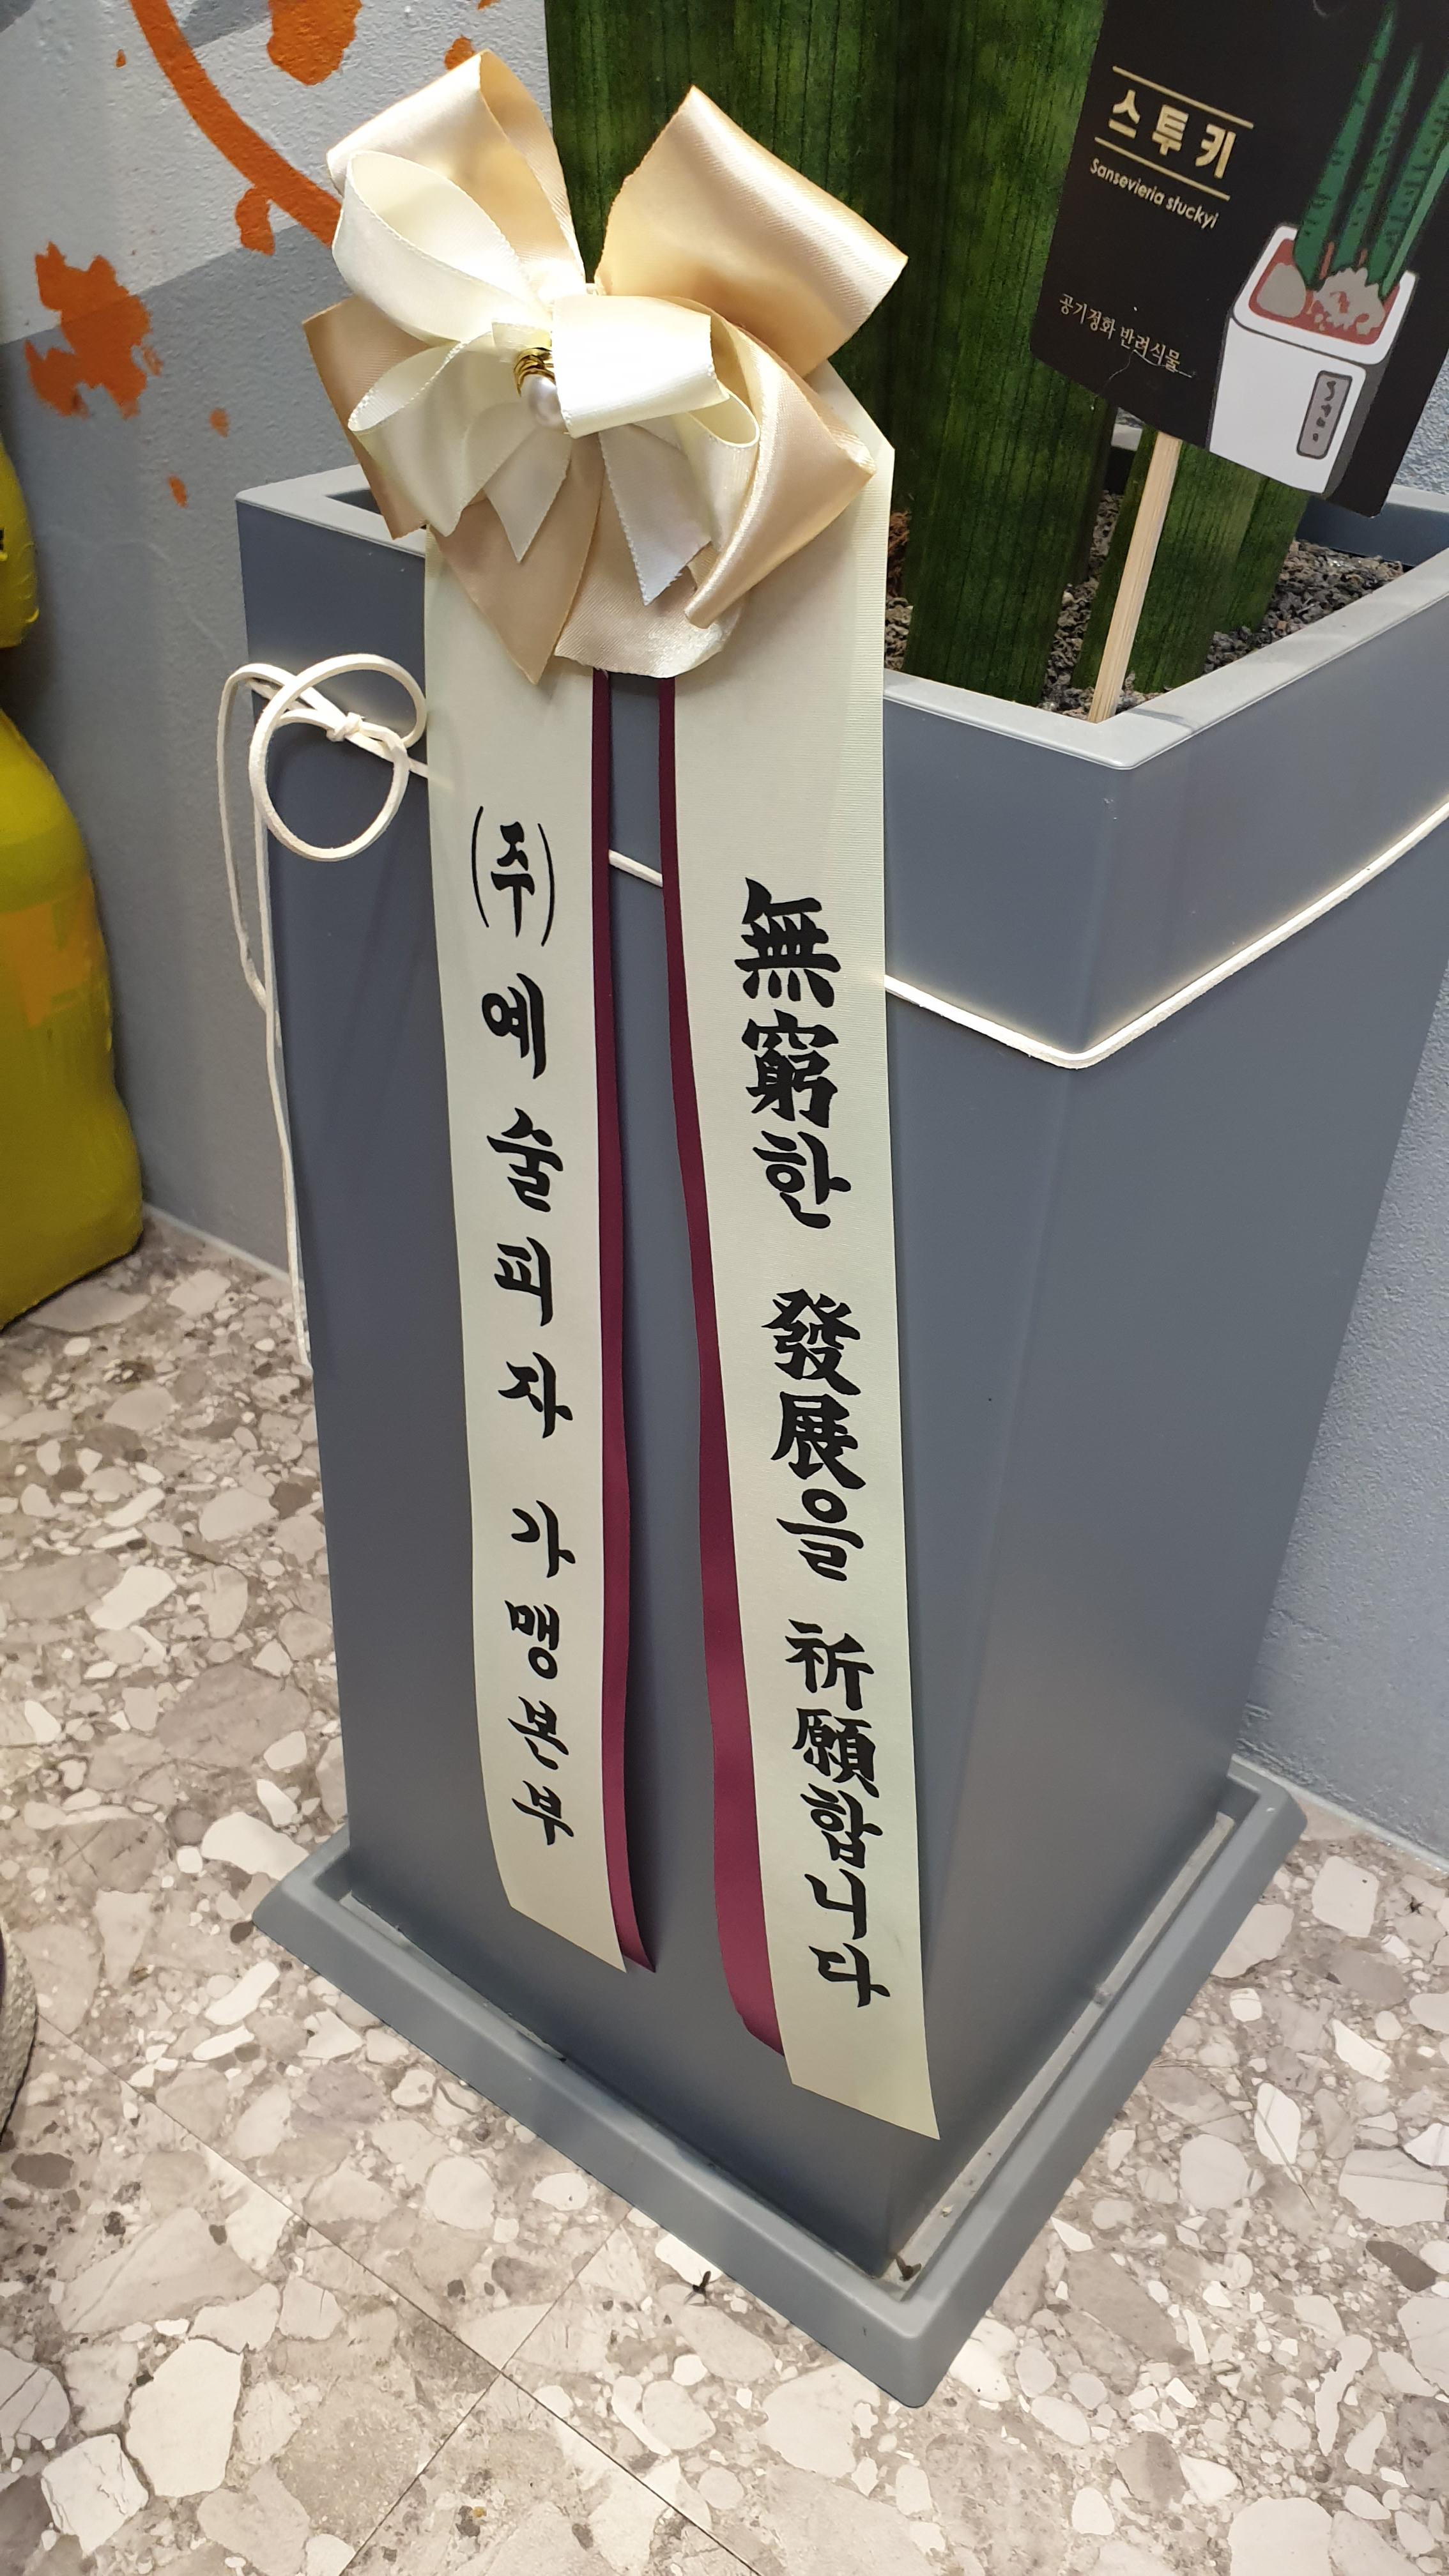 스투키
Sansevieria stuckyi
공기정화 반려식물
(주)예술피자 가맹본부
無窮한 發展을 祈願합니다